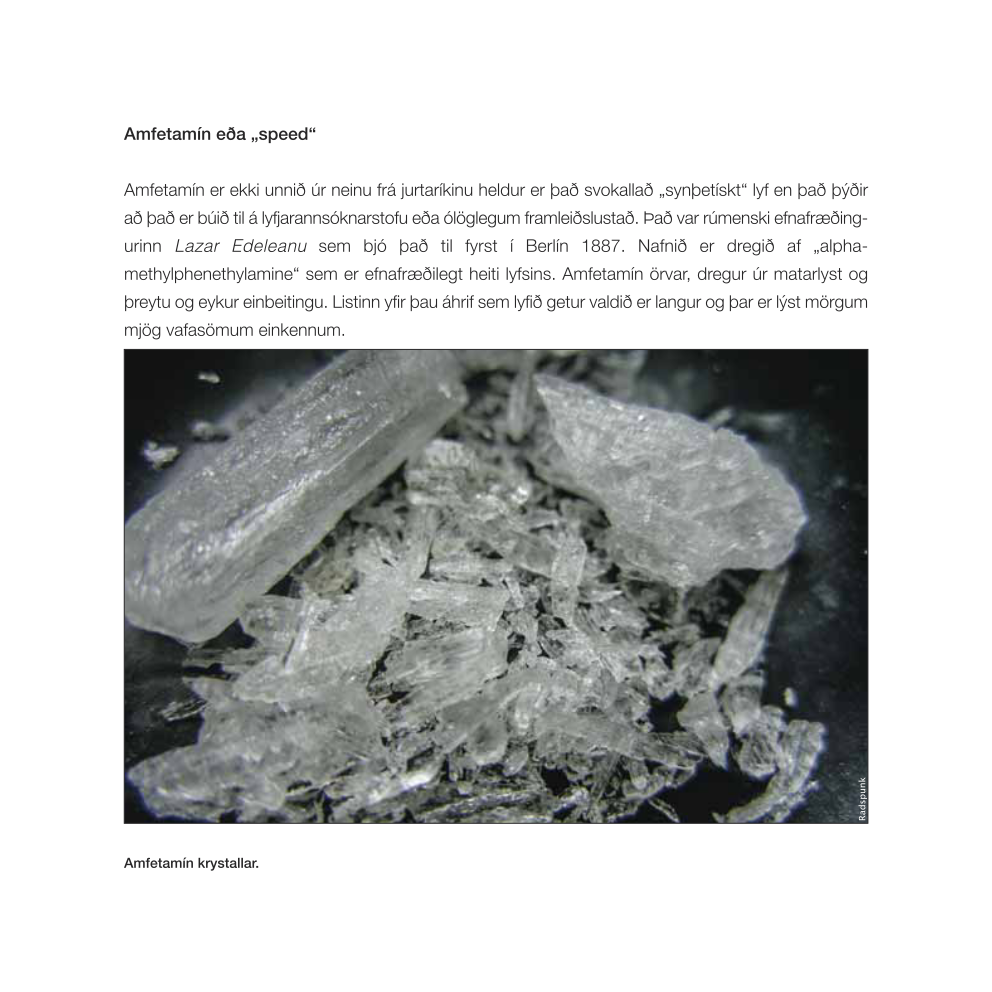 Amfetamín eða „speed“
Amfetamín er ekki unnið úr neinu frá jurtaríkinu heldur er það svokallað „synþetískt“ lyf en það þýðir
að það er búið til á lyfjarannsóknarstofu eða ólöglegum framleiðslustað. Það var rúmenski efnafræðing-
urinn Lazar Edeleanu sem bjó það til fyrst í Berlín 1887. Nafnið er dregið af „alpha-
methylphenethylamine“ sem er efnafræðilegt heiti lyfsins. Amfetamín örvar, dregur úr matarlyst og
þreytu og eykur einbeitingu. Listinn yfir þau áhrif sem lyfið getur valdið er langur og þar er lýst mörgum
mjög vafasömum einkennum.
Radspunk
Amfetamín krystallar.